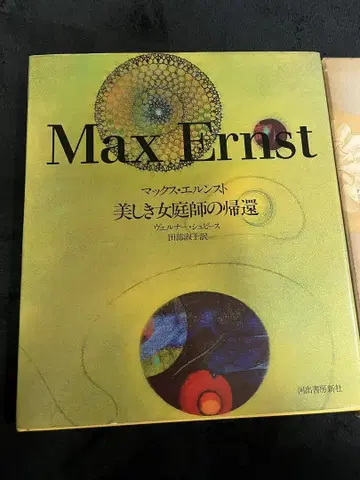 Max Ernst
マックス・エルンスト
美しき女庭師の帰還
ヴェルナー・シュピース
田部淑子訳
河出書房新社